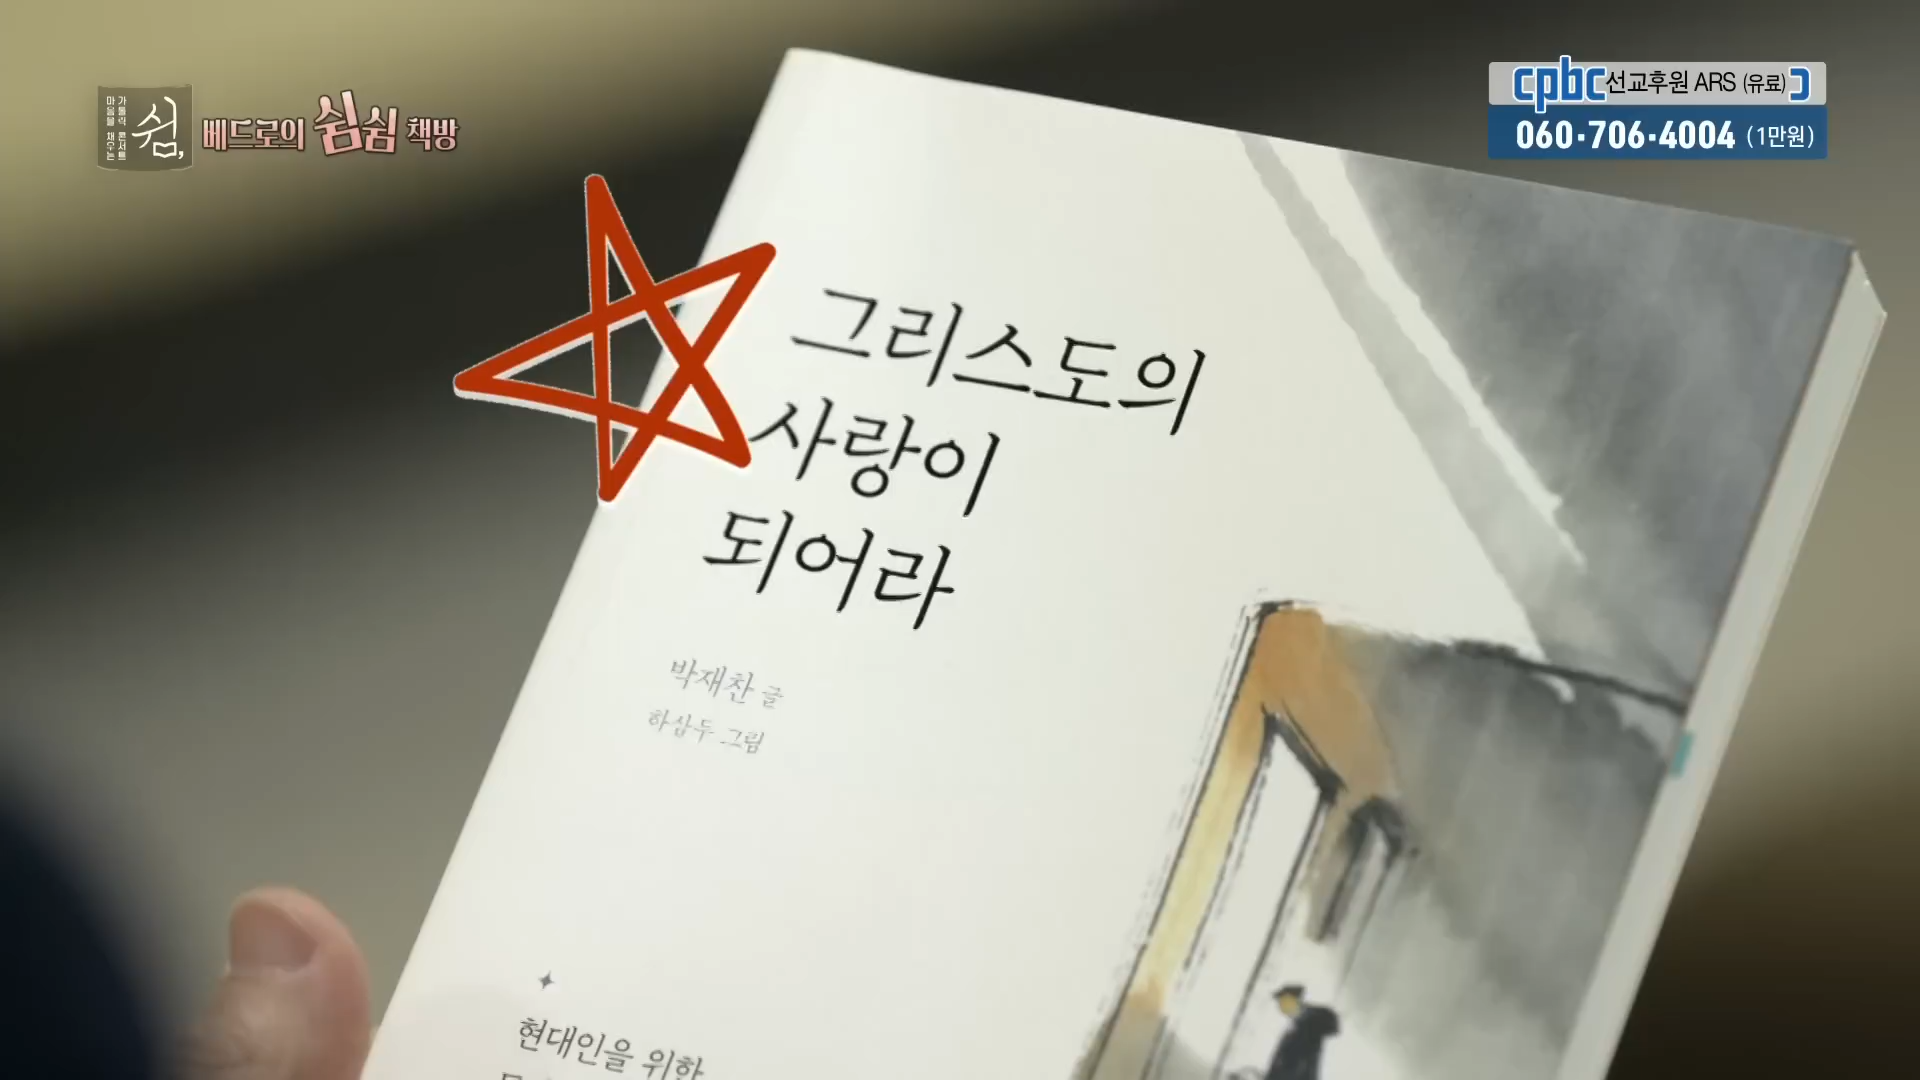 가톨릭 콘서트
마음을 채우는
쉼,
베드로의 쉼쉼 책방
cpbc 선교후원 ARS (유료)
060·706·4004 (1만원)
그리스도의
사랑이
되어라
박재찬 글
하삼두 그림
현대인을 위한